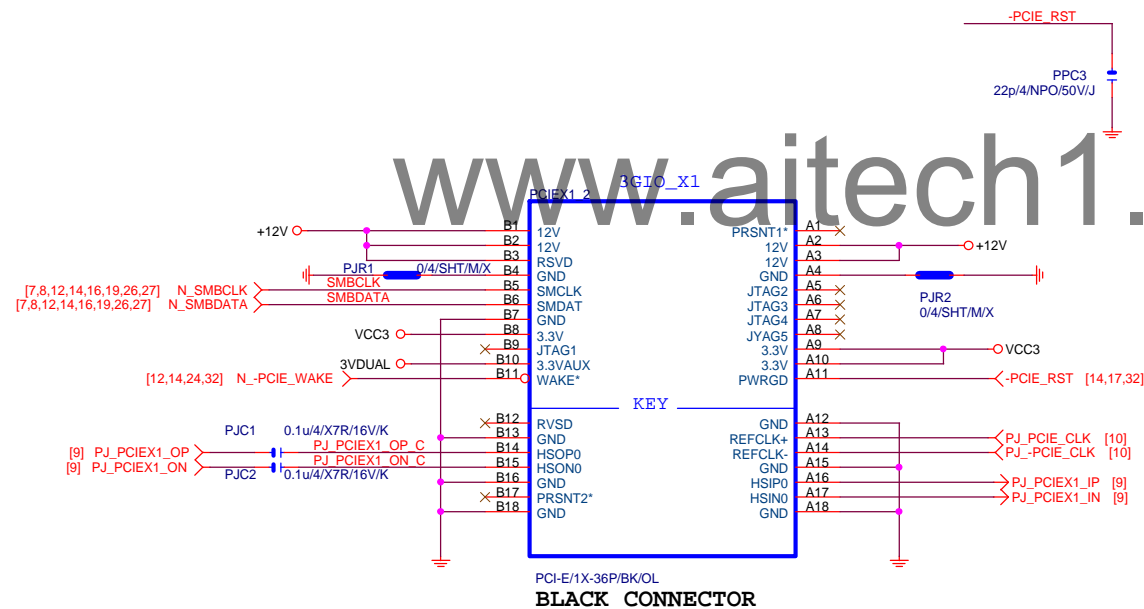 -PCIE_RST
PPC3
22p/4/NPO/50V/J
www.aitech1.
3GIO_X1
PCIEX1_2
+12V B1 12V PRSNT1* A1
B2 12V 12V A2 +12V
B3 RSVD 12V A3
PJR1 0/4/SHT/M/X B4 GND GND A4
[7,8,12,14,16,19,26,27] N_SMBCLK SMBCLK B5 SMCLK JTAG2 A5
PJR2
[7,8,12,14,16,19,26,27] N_SMBDATA SMBDATA B6 SMDAT JTAG3 A6
0/4/SHT/M/X
B7 GND JTAG4 A7
VCC3 B8 3.3V JYAG5 A8
B9 JTAG1 3.3V A9 VCC3
3VDUAL B10 3.3VAUX 3.3V A10
[12,14,24,32] N_-PCIE_WAKE B11 WAKE* PWRGD A11 -PCIE_RST [14,17,32]
KEY
B12 RVSD GND A12
PJC1 0.1u/4/X7R/16V/K B13 GND REFCLK+ A13 PJ_PCIE_CLK [10]
[9] PJ_PCIEX1_OP PJ_PCIEX1_OP_C B14 HSOP0 REFCLK- A14 PJ_-PCIE_CLK [10]
[9] PJ_PCIEX1_ON PJ_PCIEX1_ON_C B15 HSON0 GND A15
PJC2 0.1u/4/X7R/16V/K B16 GND HSIP0 A16 PJ_PCIEX1_IP [9]
B17 PRSNT2* HSIN0 A17 PJ_PCIEX1_IN [9]
B18 GND GND A18
PCI-E/1X-36P/BK/OL
BLACK CONNECTOR